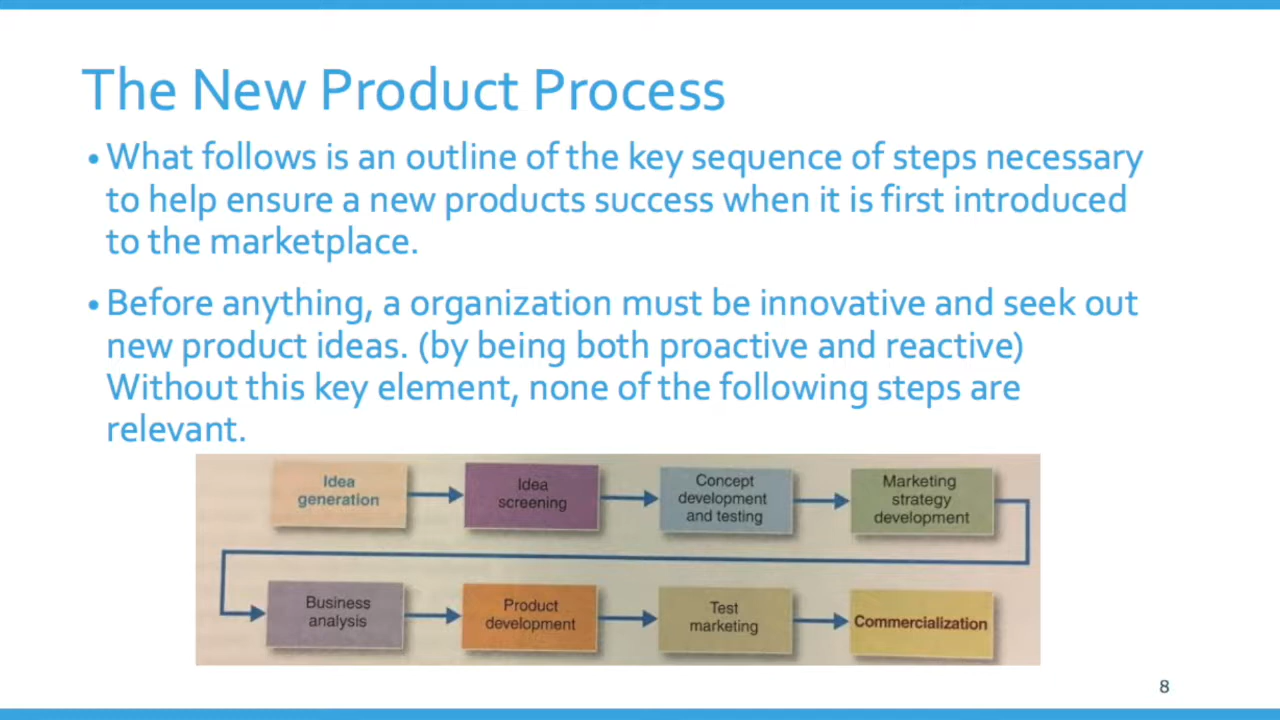 The New Product Process
• What follows is an outline of the key sequence of steps necessary
to help ensure a new products success when it is first introduced
to the marketplace.
• Before anything, a organization must be innovative and seek out
new product ideas. (by being both proactive and reactive)
Without this key element, none of the following steps are
relevant.
Idea
generation
Idea
screening
Concept
development
and testing
Marketing
strategy
development
Business
analysis
Product
development
Test
marketing
Commercialization
8